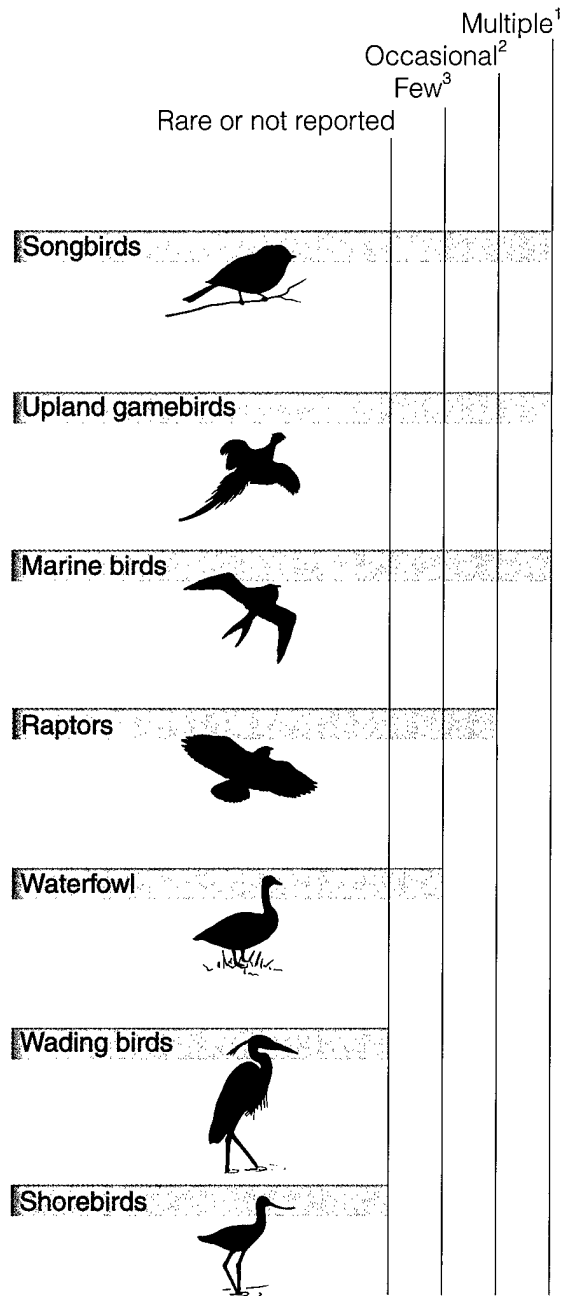 Multiple¹
Occasional²
Few³
Rare or not reported
Songbirds
Upland gamebirds
Marine birds
Raptors
Waterfowl
Wading birds
Shorebirds